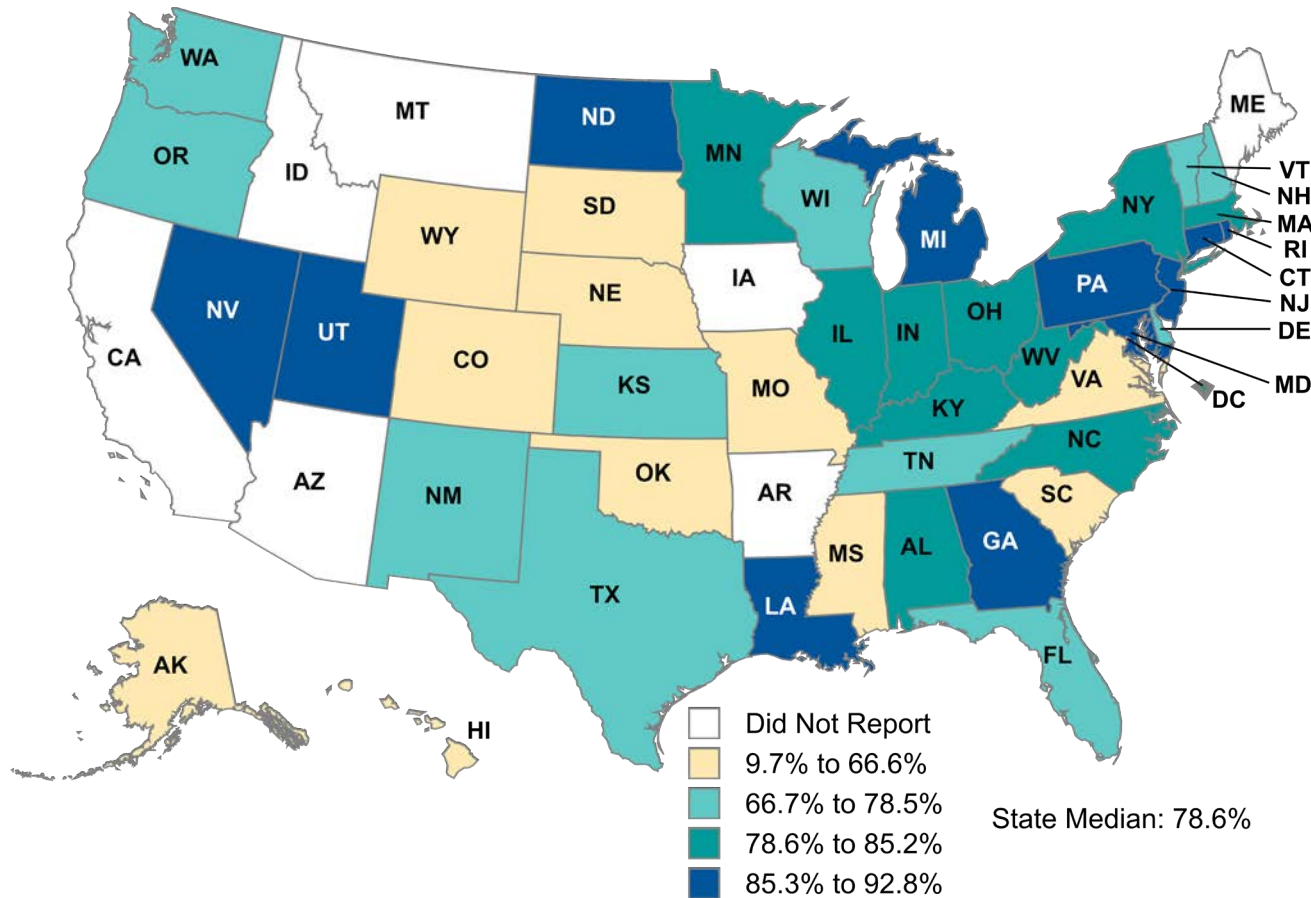 WA
ME
MT
ND
VT
MN
OR
ID
NH
SD
WI
NY
MA
WY
MI
RI
CT
IA
PA
NE
NJ
NV
OH
UT
IL
IN
DE
CA
CO
WV
KS
MO
VA
MD
KY
DC
NC
TN
OK
AZ
AR
NM
SC
MS
AL
GA
TX
LA
FL
AK
HI
Did Not Report
9.7% to 66.6%
66.7% to 78.5%
State Median: 78.6%
78.6% to 85.2%
85.3% to 92.8%